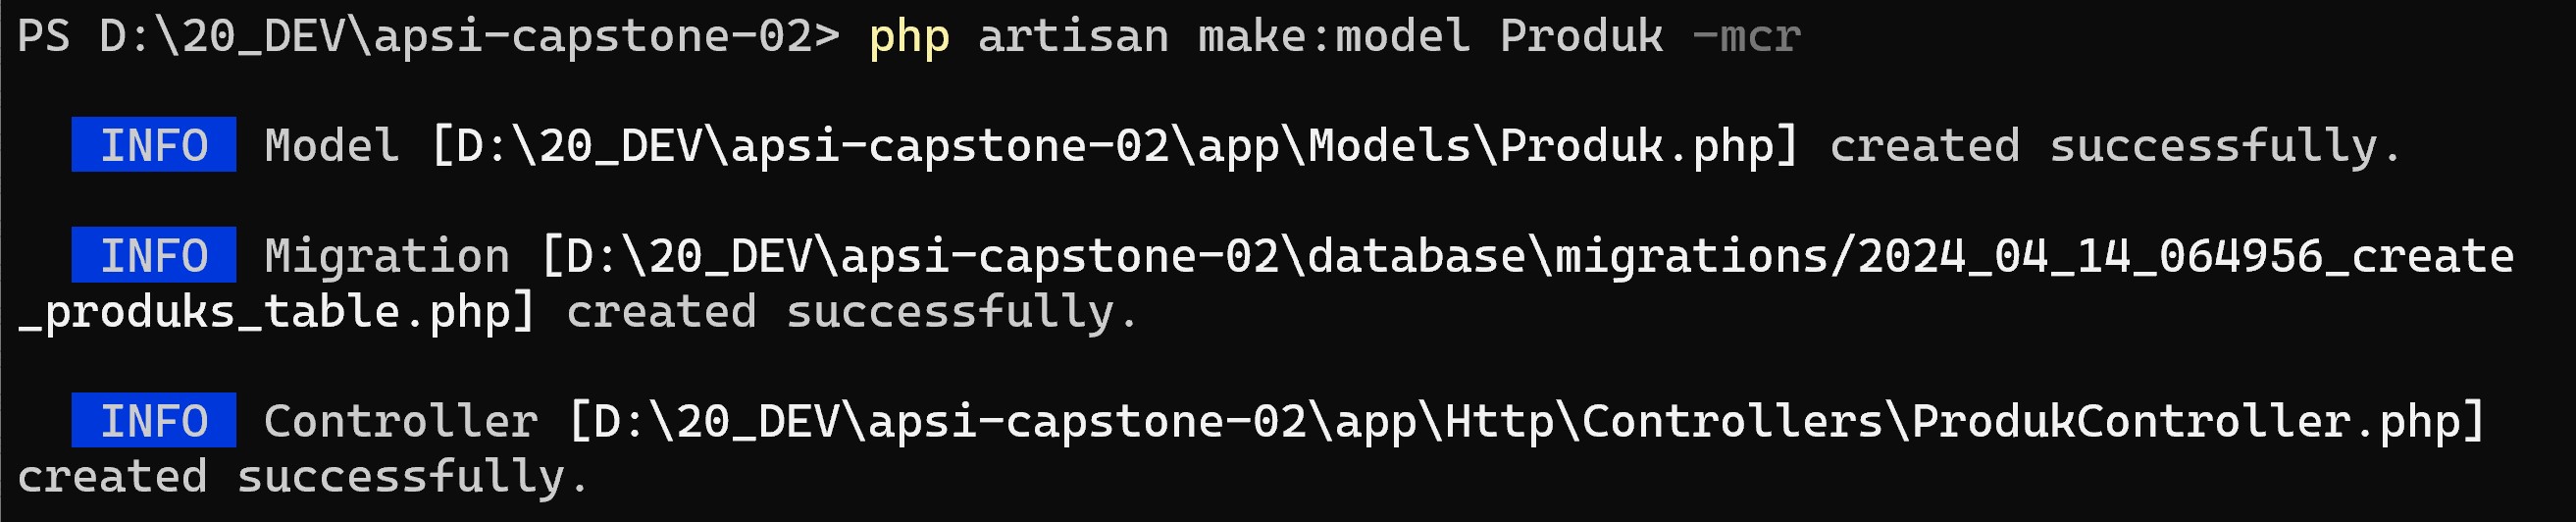 PS D:\20_DEV\apsi-capstone-02> php artisan make:model Produk -mcr
INFO Model [D:\20_DEV\apsi-capstone-02\app\Models\Produk.php] created successfully.
INFO Migration [D:\20_DEV\apsi-capstone-02\database\migrations/2024_04_14_064956_create
_produks_table.php] created successfully.
INFO Controller [D:\20_DEV\apsi-capstone-02\app\Http\Controllers\ProdukController.php]
created successfully.